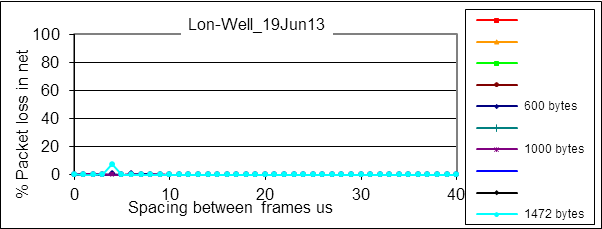 Lon-Well_19Jun13
% Packet loss in net
100
80
60
40
20
0
0 10 20 30 40
Spacing between frames us
600 bytes
1000 bytes
1472 bytes